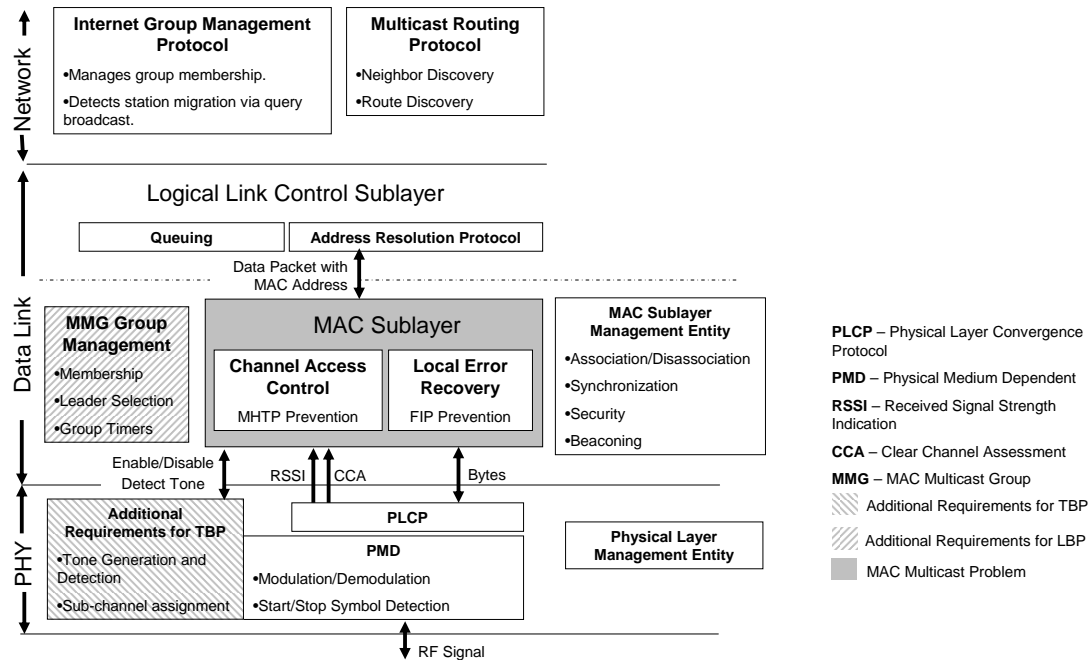 Network
Internet Group Management
Protocol
•Manages group membership.
•Detects station migration via query
broadcast.
Multicast Routing
Protocol
•Neighbor Discovery
•Route Discovery
Data Link
Logical Link Control Sublayer
Queuing
Address Resolution Protocol
Data Packet with
MAC Address
MMG Group
Management
•Membership
•Leader Selection
•Group Timers
MAC Sublayer
Channel Access
Control
MHTP Prevention
Local Error
Recovery
FIP Prevention
MAC Sublayer
Management Entity
•Association/Disassociation
•Synchronization
•Security
•Beaconing
Enable/Disable
Detect Tone
RSSI
CCA
Bytes
PHY
Additional
Requirements for TBP
•Tone Generation and
Detection
•Sub-channel assignment
PLCP
PMD
•Modulation/Demodulation
•Start/Stop Symbol Detection
Physical Layer
Management Entity
RF Signal
PLCP – Physical Layer Convergence
Protocol
PMD – Physical Medium Dependent
RSSI – Received Signal Strength
Indication
CCA – Clear Channel Assessment
MMG – MAC Multicast Group
Additional Requirements for TBP
Additional Requirements for LBP
MAC Multicast Problem